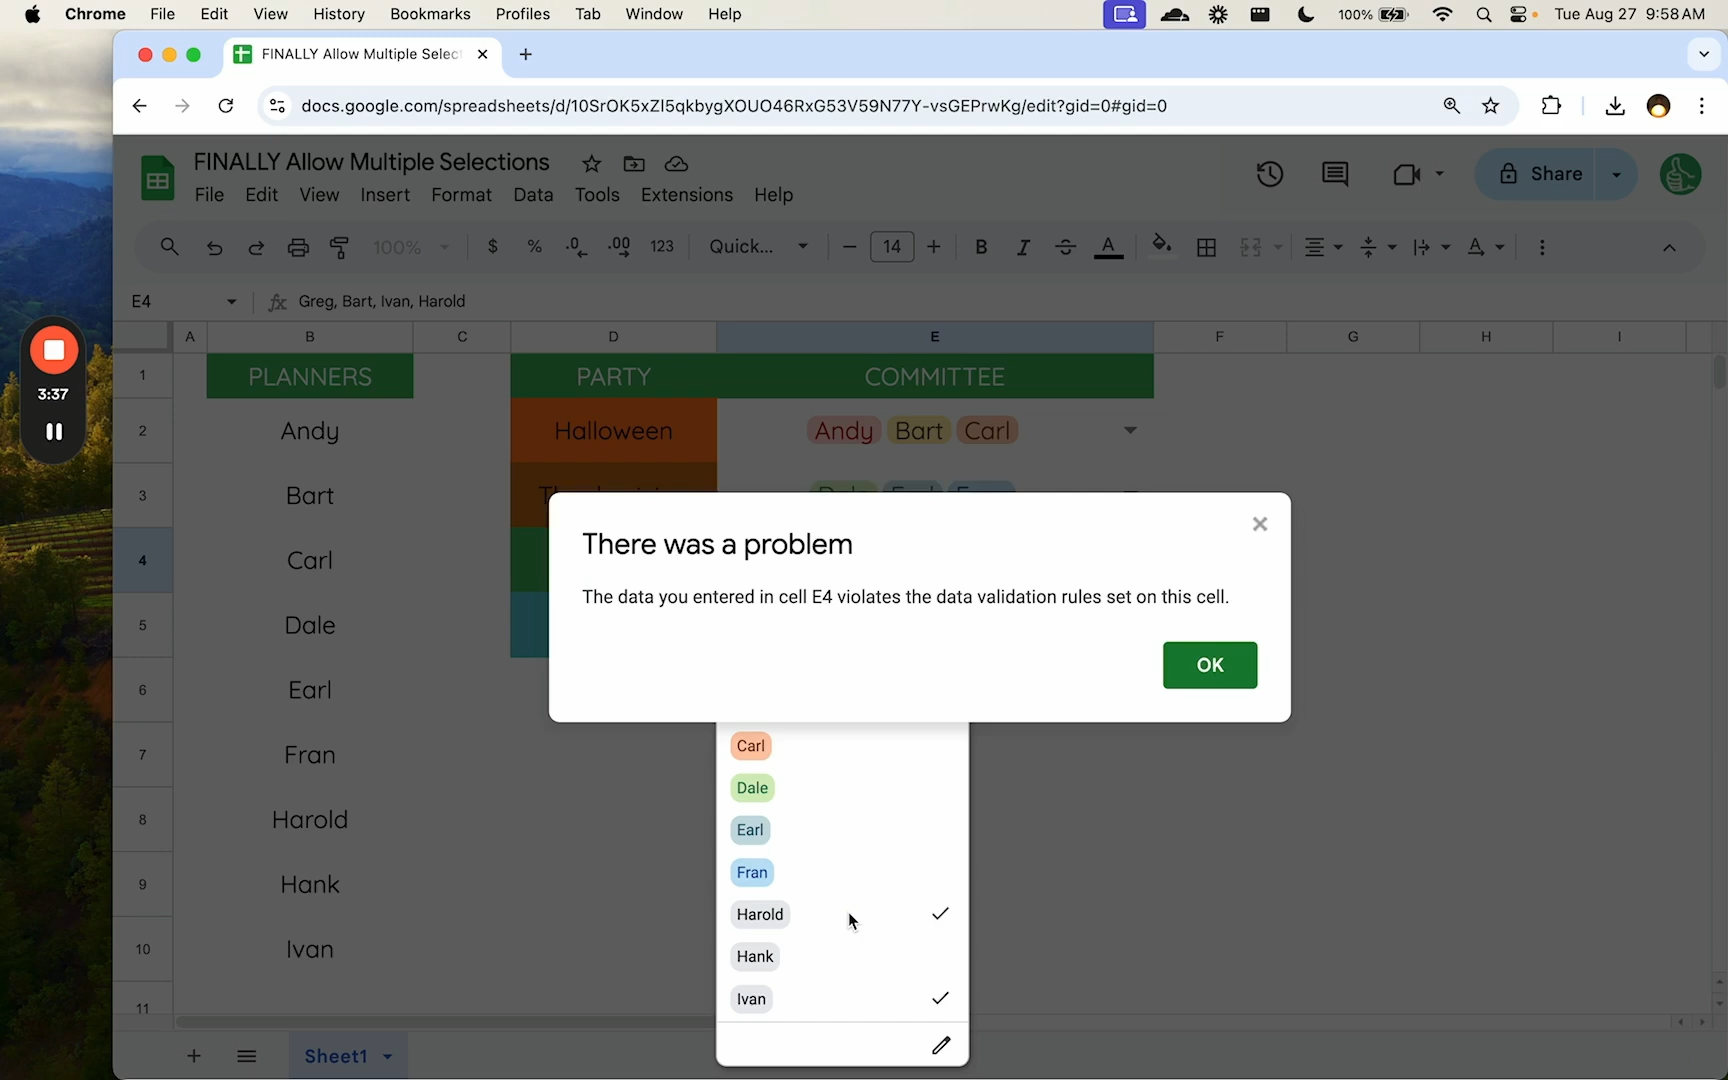 Chrome File Edit View History Bookmarks Profiles Tab Window Help 100% Tue Aug 27 9:58 AM
FINALLY Allow Multiple Selec
docs.google.com/spreadsheets/d/10SrOK5xZI5qkbygXOUO46RxG53V59N77Y-vsGEPrwKg/edit?gid=0#gid=0
FINALLY Allow Multiple Selections
File Edit View Insert Format Data Tools Extensions Help
Share
100% $ % .0 .00 123 Quick... 14 B I A
E4 fx Greg, Bart, Ivan, Harold
A B C D E F G H I
1 PLANNERS PARTY COMMITTEE
2 Andy Halloween Andy Bart Carl
3 Bart
4 Carl
5 Dale
6 Earl
7 Fran
8 Harold
9 Hank
10 Ivan
11
3:37
There was a problem
The data you entered in cell E4 violates the data validation rules set on this cell.
OK
Carl
Dale
Earl
Fran
Harold
Hank
Ivan
Sheet1